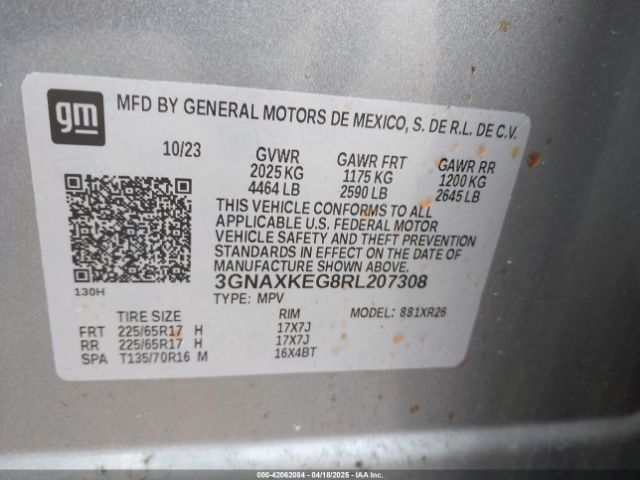 gm
MFD BY GENERAL MOTORS DE MEXICO, S. DE R.L. DE C.V.
10/23 GVWR GAWR FRT GAWR RR
2025 KG 1175 KG 1200 KG
4464 LB 2590 LB 2645 LB
THIS VEHICLE CONFORMS TO ALL
APPLICABLE U.S. FEDERAL MOTOR
VEHICLE SAFETY AND THEFT PREVENTION
STANDARDS IN EFFECT ON THE DATE OF
MANUFACTURE SHOWN ABOVE.
130H 3GNAXKEG8RL207308
TYPE: MPV MODEL: 881XR26
TIRE SIZE RIM
FRT 225/65R17 H 17X7J
RR 225/65R17 H 17X7J
SPA T135/70R16 M 16X4BT
000-42062084 - 04/18/2025 - IAAI.COM